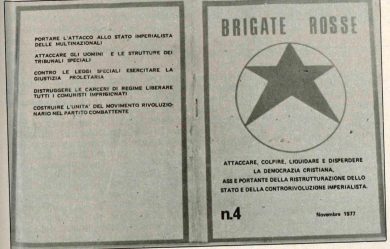 PORTARE L'ATTACCO ALLO STATO IMPERIALISTA
DELLE MULTINAZIONALI
ATTACCARE GLI UOMINI E LE STRUTTURE DEI
TRIBUNALI SPECIALI
CONTRO LE LEGGI SPECIALI ESERCITARE LA
GIUSTIZIA PROLETARIA
DISTRUGGERE LE CARCERI DI REGIME LIBERARE
TUTTI I COMUNISTI IMPRIGIONATI
COSTRUIRE L'UNITA' DEL MOVIMENTO RIVOLUZIO-
NARIO NEL PARTITO COMBATTENTE
BRIGATE ROSSE
ATTACCARE, COLPIRE, LIQUIDARE E DISPERDERE
LA DEMOCRAZIA CRISTIANA,
ASSE PORTANTE DELLA RISTRUTTURAZIONE DELLO
STATO E DELLA CONTRORIVOLUZIONE IMPERIALISTA.
n.4
Novembre 1977